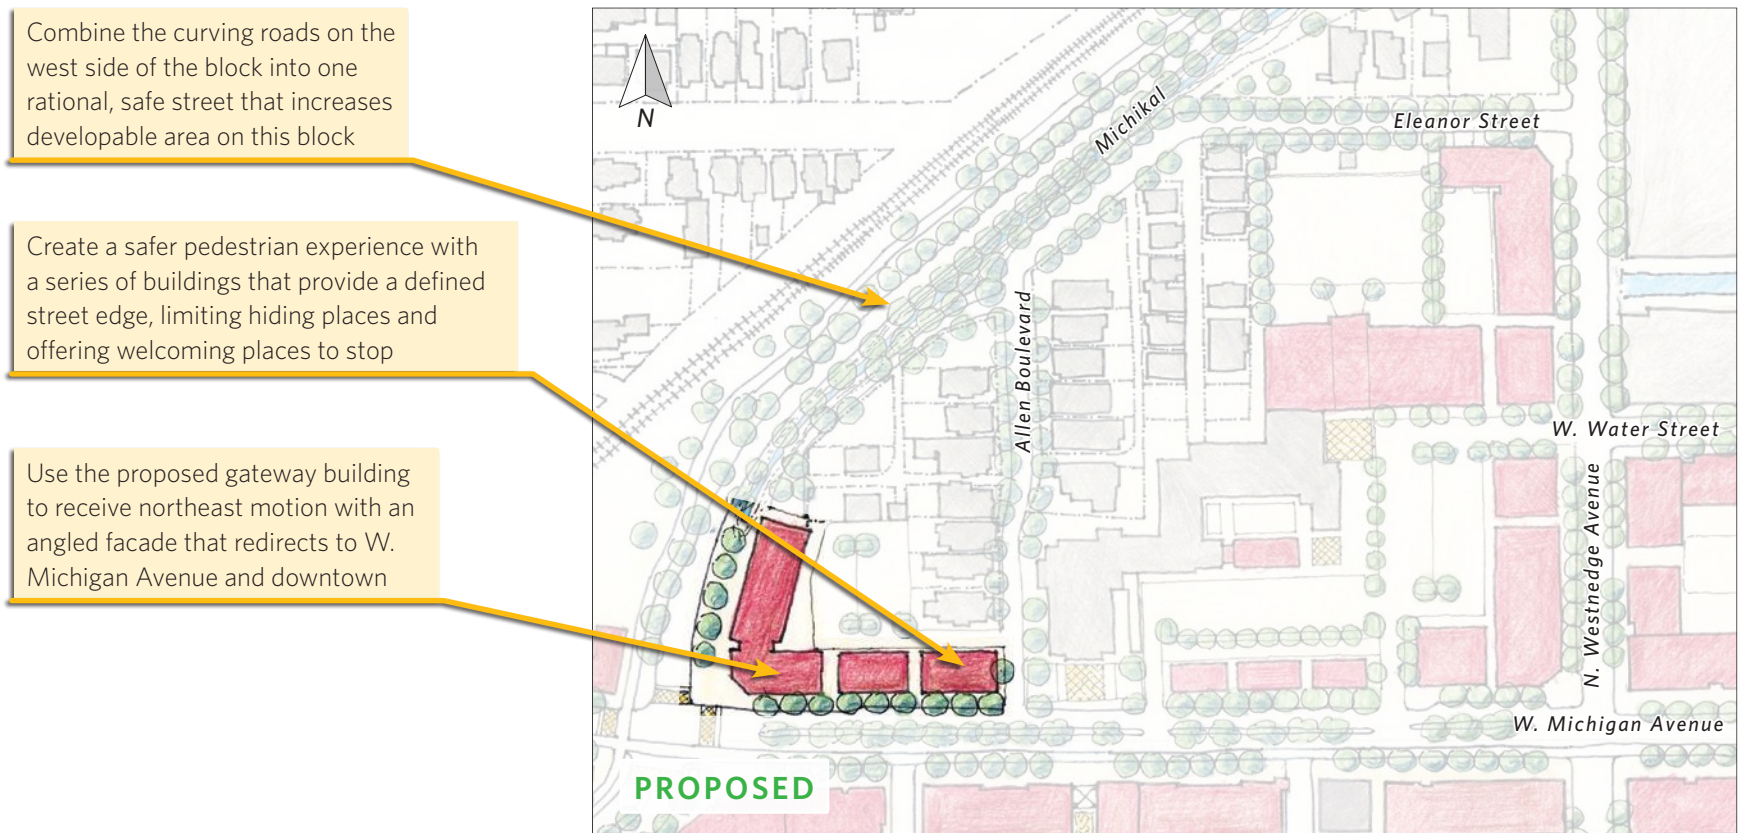 Combine the curving roads on the
west side of the block into one
rational, safe street that increases
developable area on this block
Create a safer pedestrian experience with
a series of buildings that provide a defined
street edge, limiting hiding places and
offering welcoming places to stop
Use the proposed gateway building
to receive northeast motion with an
angled facade that redirects to W.
Michigan Avenue and downtown
N
Michikal
Eleanor Street
Allen Boulevard
W. Water Street
N. Westnedge Avenue
W. Michigan Avenue
PROPOSED